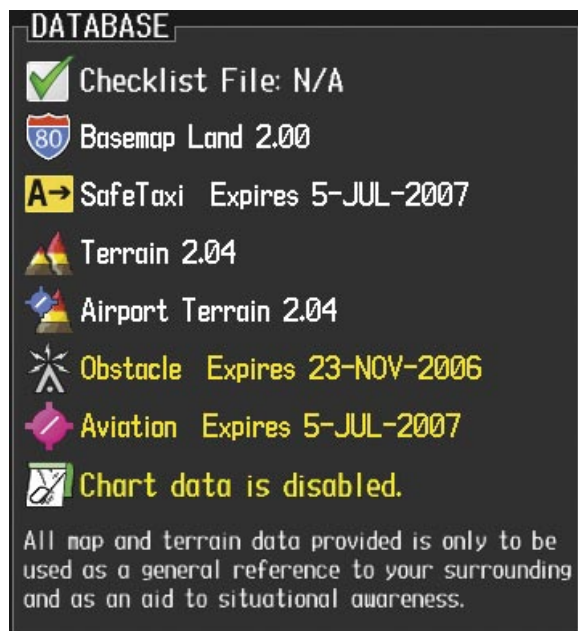 DATABASE
Checklist File: N/A
80 Basemap Land 2.00
A→ SafeTaxi Expires 5-JUL-2007
Terrain 2.04
Airport Terrain 2.04
Obstacle Expires 23-NOV-2006
Aviation Expires 5-JUL-2007
Chart data is disabled.
All map and terrain data provided is only to be
used as a general reference to your surrounding
and as an aid to situational awareness.